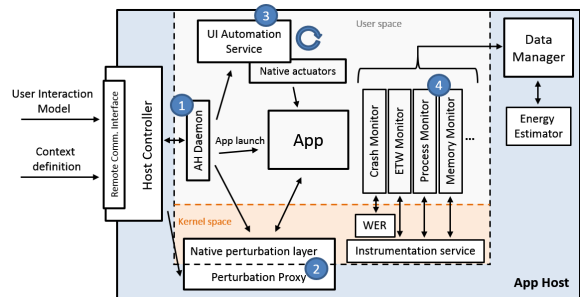 3
User space
UI Automation
Service
Native actuators
Data
Manager
User Interaction
Model
Context
definition
Remote Comm. Interface
Host Controller
1
AH Daemon
App launch
App
4
Crash Monitor
ETW Monitor
Process Monitor
Memory Monitor
...
Energy
Estimator
Kernel space
WER
Native perturbation layer
Instrumentation service
2
Perturbation Proxy
App Host